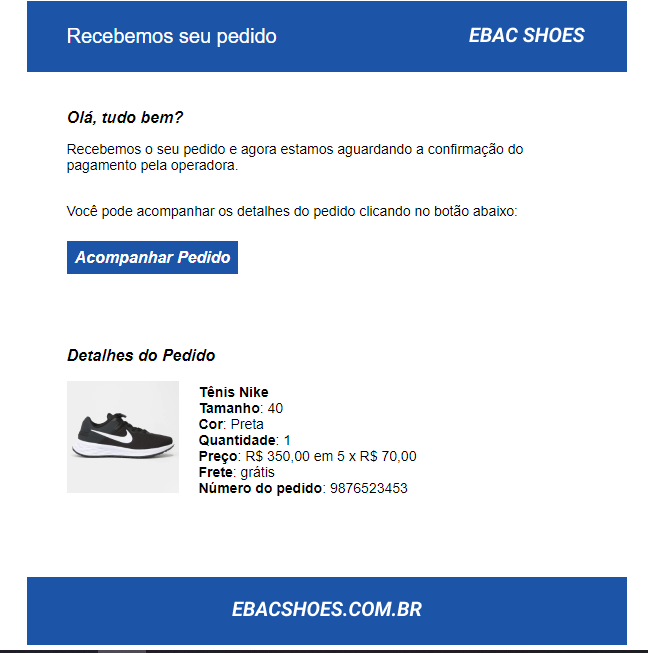 Recebemos seu pedido
EBAC SHOES
Olá, tudo bem?
Recebemos o seu pedido e agora estamos aguardando a confirmação do
pagamento pela operadora.
Você pode acompanhar os detalhes do pedido clicando no botão abaixo:
Acompanhar Pedido
Detalhes do Pedido
Tênis Nike
Tamanho: 40
Cor: Preta
Quantidade: 1
Preço: R$ 350,00 em 5 x R$ 70,00
Frete: grátis
Número do pedido: 9876523453
EBACSHOES.COM.BR